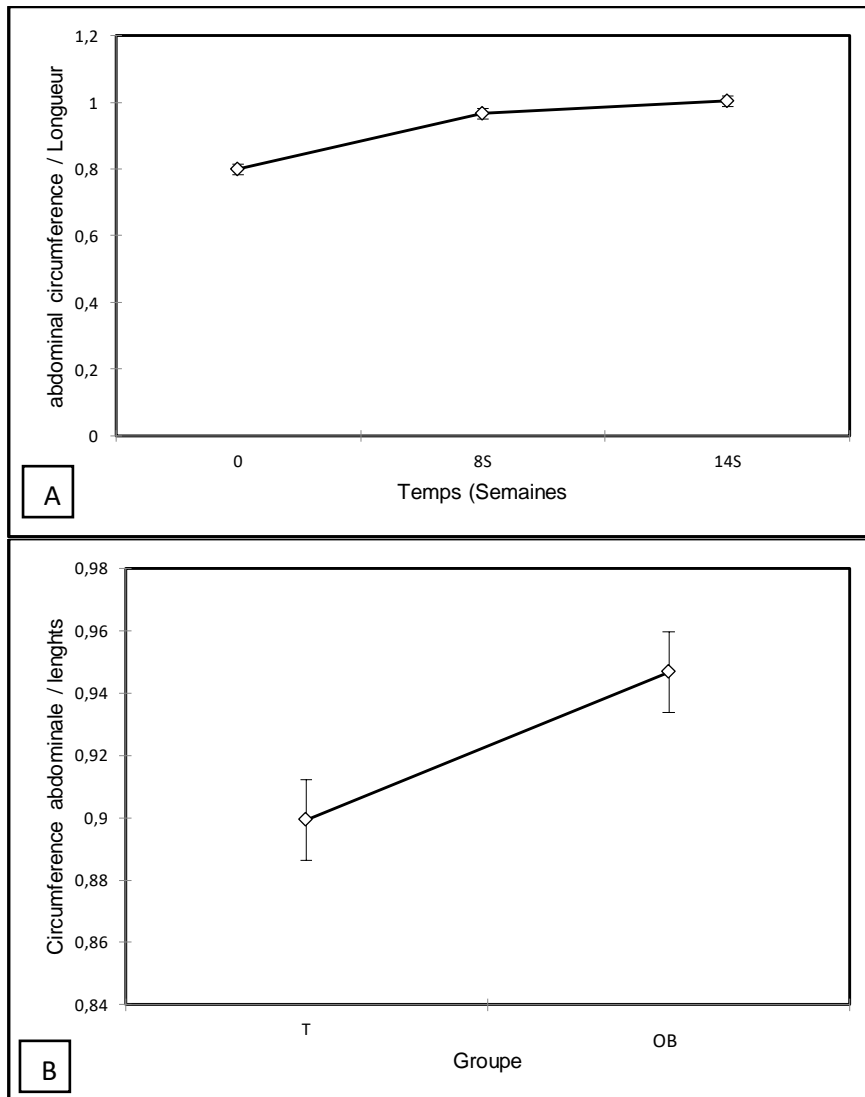 abdominal circumference / Longueur
1,2
1
0,8
0,6
0,4
0,2
0
0 8S 14S
Temps (Semaines
A
Circumference abdominale / lenghts
0,98
0,96
0,94
0,92
0,9
0,88
0,86
0,84
T OB
Groupe
B